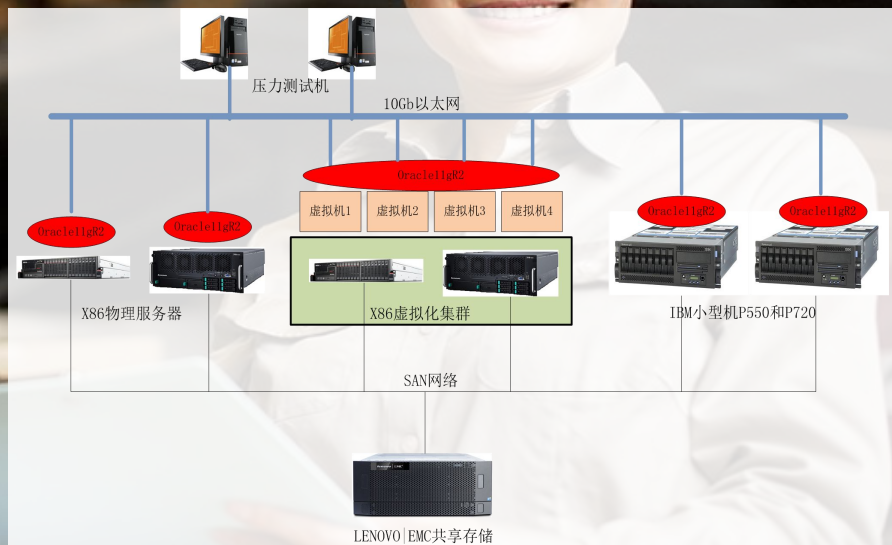 压力测试机
10Gb以太网
Oracle11gR2
虚拟机1
虚拟机2
虚拟机3
虚拟机4
Oracle11gR2
Oracle11gR2
Oracle11gR2
Oracle11gR2
X86物理服务器
X86虚拟化集群
IBM小型机P550和P720
SAN网络
LENOVO|EMC共享存储